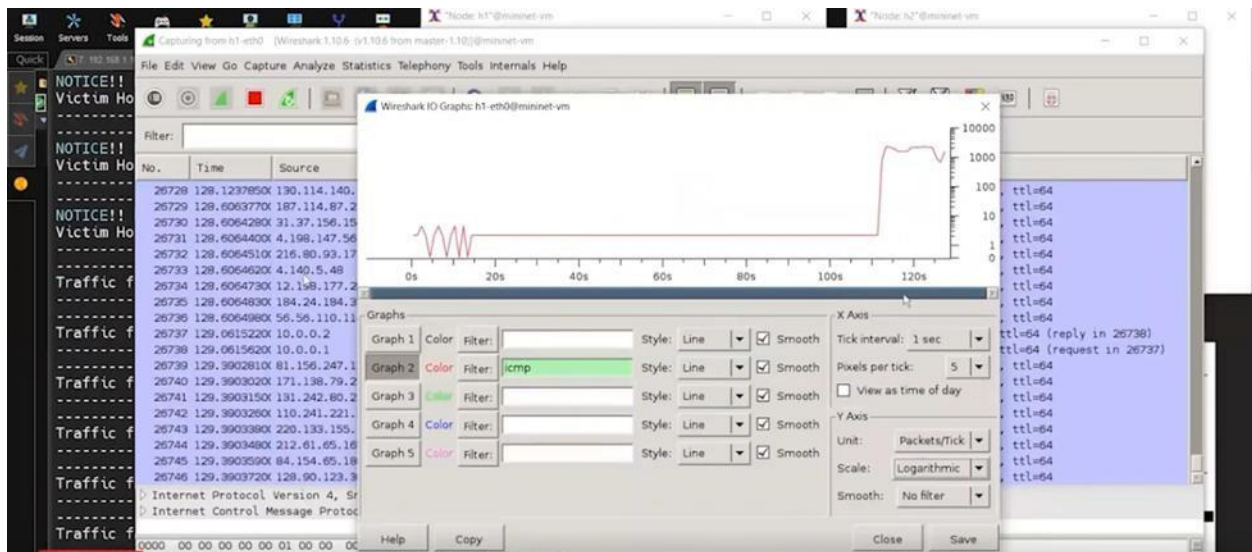 "Node: h1"@mininet-vm
"Node: h2"@mininet-vm
Session Servers Tools
Capturing from h1-eth0 [Wireshark 1.10.6 (v1.10.6 from master-1.10)]@mininet-vm
Quick
File Edit View Go Capture Analyze Statistics Telephony Tools Internals Help
NOTICE!!
Victim Ho
NOTICE!!
Victim Ho
NOTICE!!
Victim Ho
Traffic f
Traffic f
Traffic f
Traffic f
Traffic f
Traffic f
Filter:
No. Time Source
26728 128.1237850( 130.114.140.
26729 128.6063770( 187.114.87.2
26730 128.6064280( 31.37.156.15
26731 128.6064400( 4.198.147.56
26732 128.6064510( 216.80.93.17
26733 128.6064620( 4.140.5.48
26734 128.6064730( 12.198.177.2
26735 128.6064830( 184.24.184.3
26736 128.6064980( 56.56.110.11
26737 129.0615220( 10.0.0.2
26738 129.0615620( 10.0.0.1
26739 129.3902810( 81.156.247.1
26740 129.3903020( 171.138.79.2
26741 129.3903150( 131.242.80.2
26742 129.3903260( 110.241.221.
26743 129.3903380( 220.133.155.
26744 129.3903480( 212.61.65.16
26745 129.3903590( 84.154.65.18
26746 129.3903720( 128.90.123.3
Internet Protocol Version 4, Sr
Internet Control Message Protoc
0000 00 00 00 00 00 01 00 00
Wireshark IO Graphs: h1-eth0@mininet-vm
10000
1000
100
10
1
0
0s 20s 40s 60s 80s 100s 120s
Graphs
Graph 1 Color Filter: Style: Line Smooth
Graph 2 Color Filter: icmp Style: Line Smooth
Graph 3 Color Filter: Style: Line Smooth
Graph 4 Color Filter: Style: Line Smooth
Graph 5 Color Filter: Style: Line Smooth
X Axis
Tick interval: 1 sec
Pixels per tick: 5
View as time of day
Y Axis
Unit: Packets/Tick
Scale: Logarithmic
Smooth: No filter
Help Copy Close Save
, ttl=64
, ttl=64
, ttl=64
, ttl=64
, ttl=64
, ttl=64
, ttl=64
, ttl=64
, ttl=64
ttl=64 (reply in 26738)
ttl=64 (request in 26737)
, ttl=64
, ttl=64
, ttl=64
, ttl=64
, ttl=64
, ttl=64
, ttl=64
, ttl=64